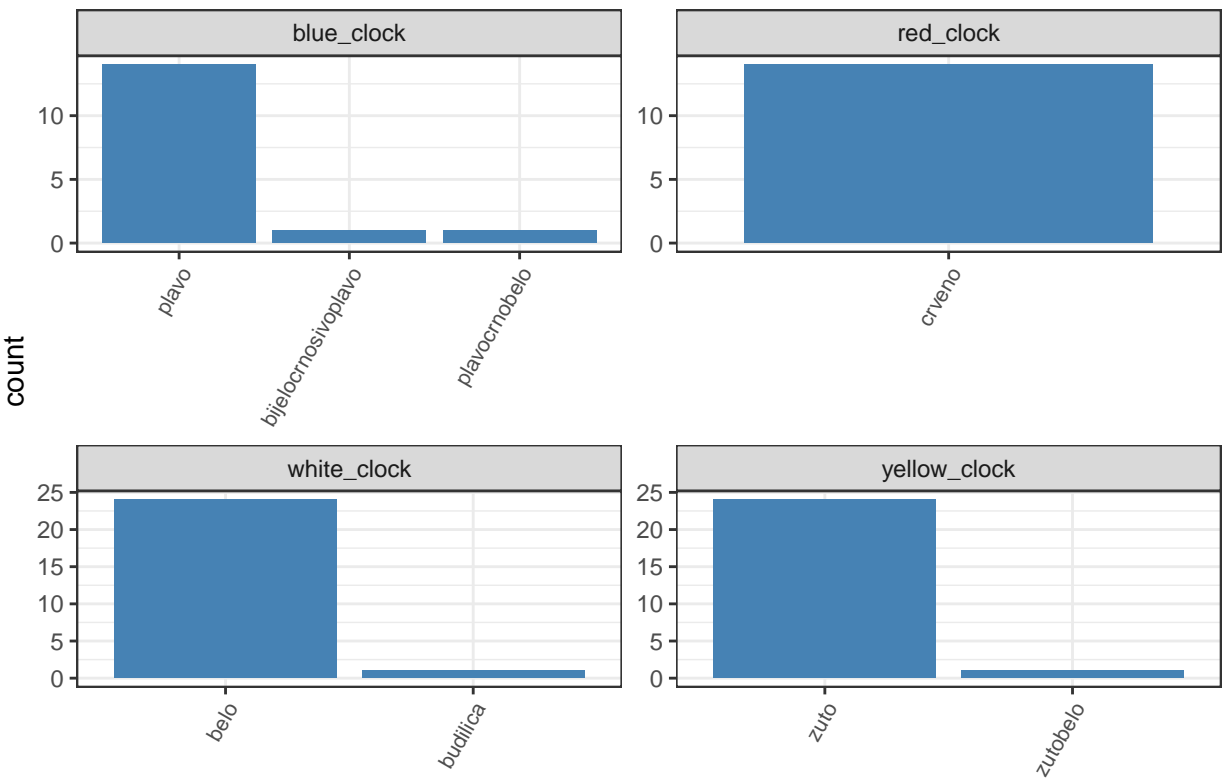 blue_clock
red_clock
10
5
0
10
5
0
plavo
bijelocrnosivoplavo
plavocrnobelo
crveno
count
white_clock
yellow_clock
25
20
15
10
5
0
25
20
15
10
5
0
belo
budilica
zuto
zutobelo